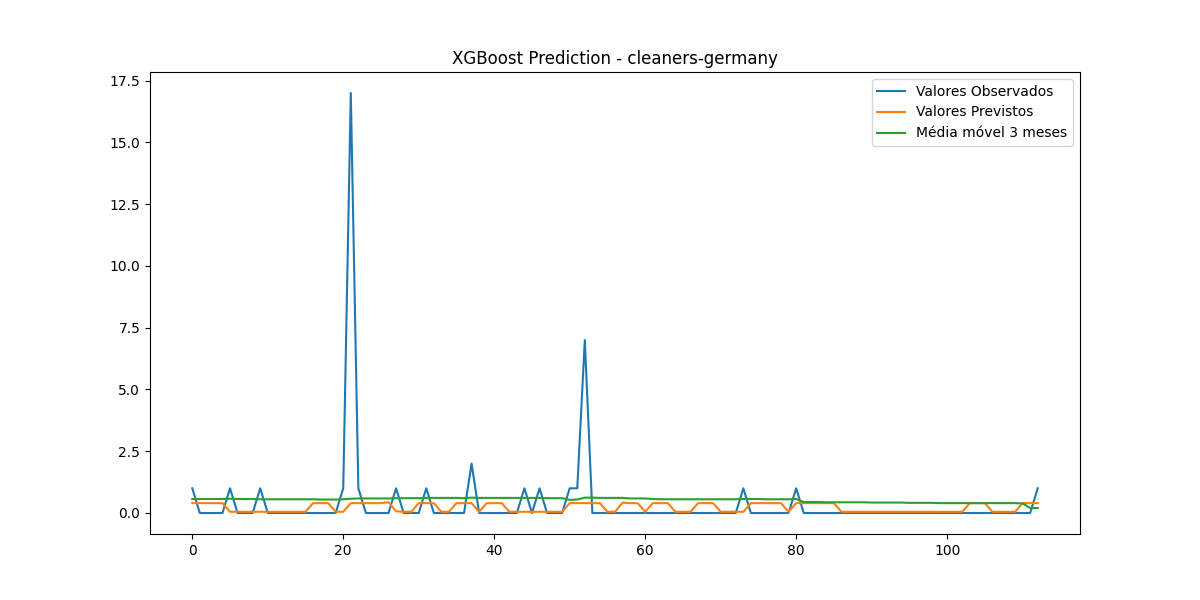 XGBoost Prediction - cleaners-germany
17.5
15.0
12.5
10.0
7.5
5.0
2.5
0.0
0 20 40 60 80 100
Valores Observados
Valores Previstos
Média móvel 3 meses